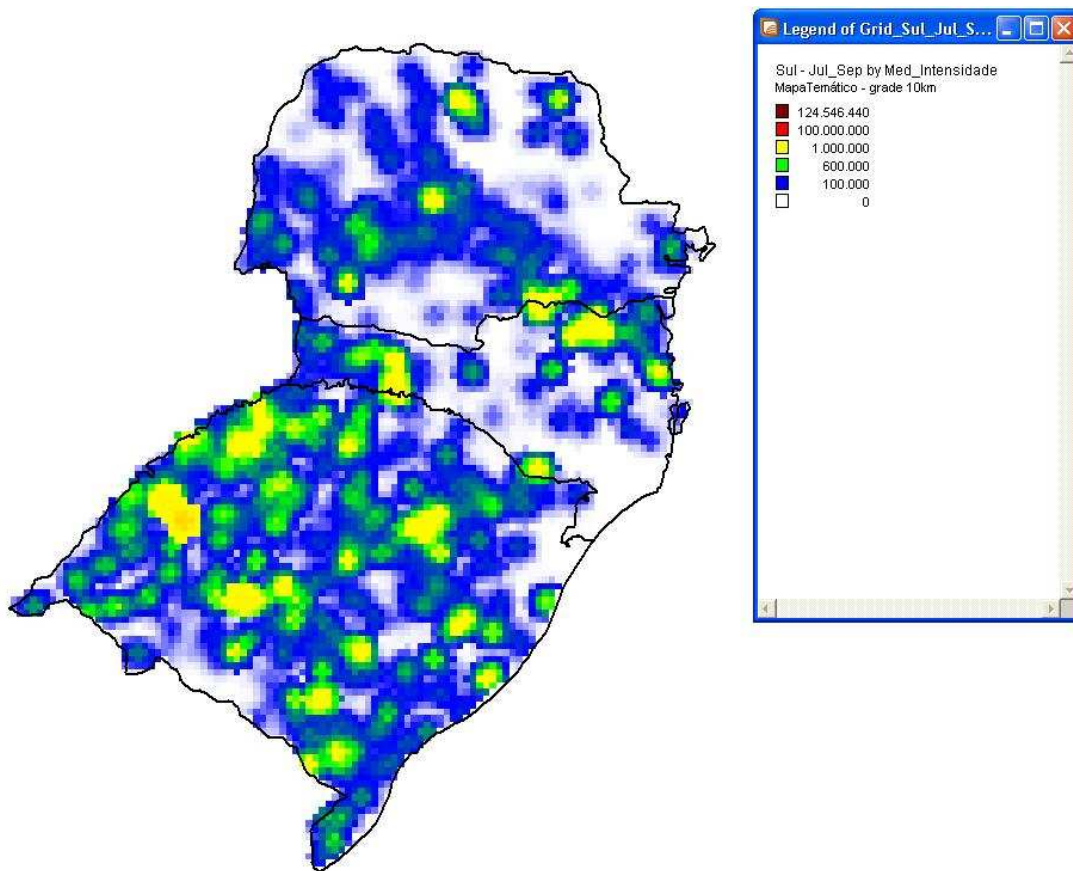 Legend of Grid_Sul_Jul_S...
Sul - Jul_Sep by Med_Intensidade
MapaTemático - grade 10km
124.546.440
100.000.000
1.000.000
600.000
100.000
0